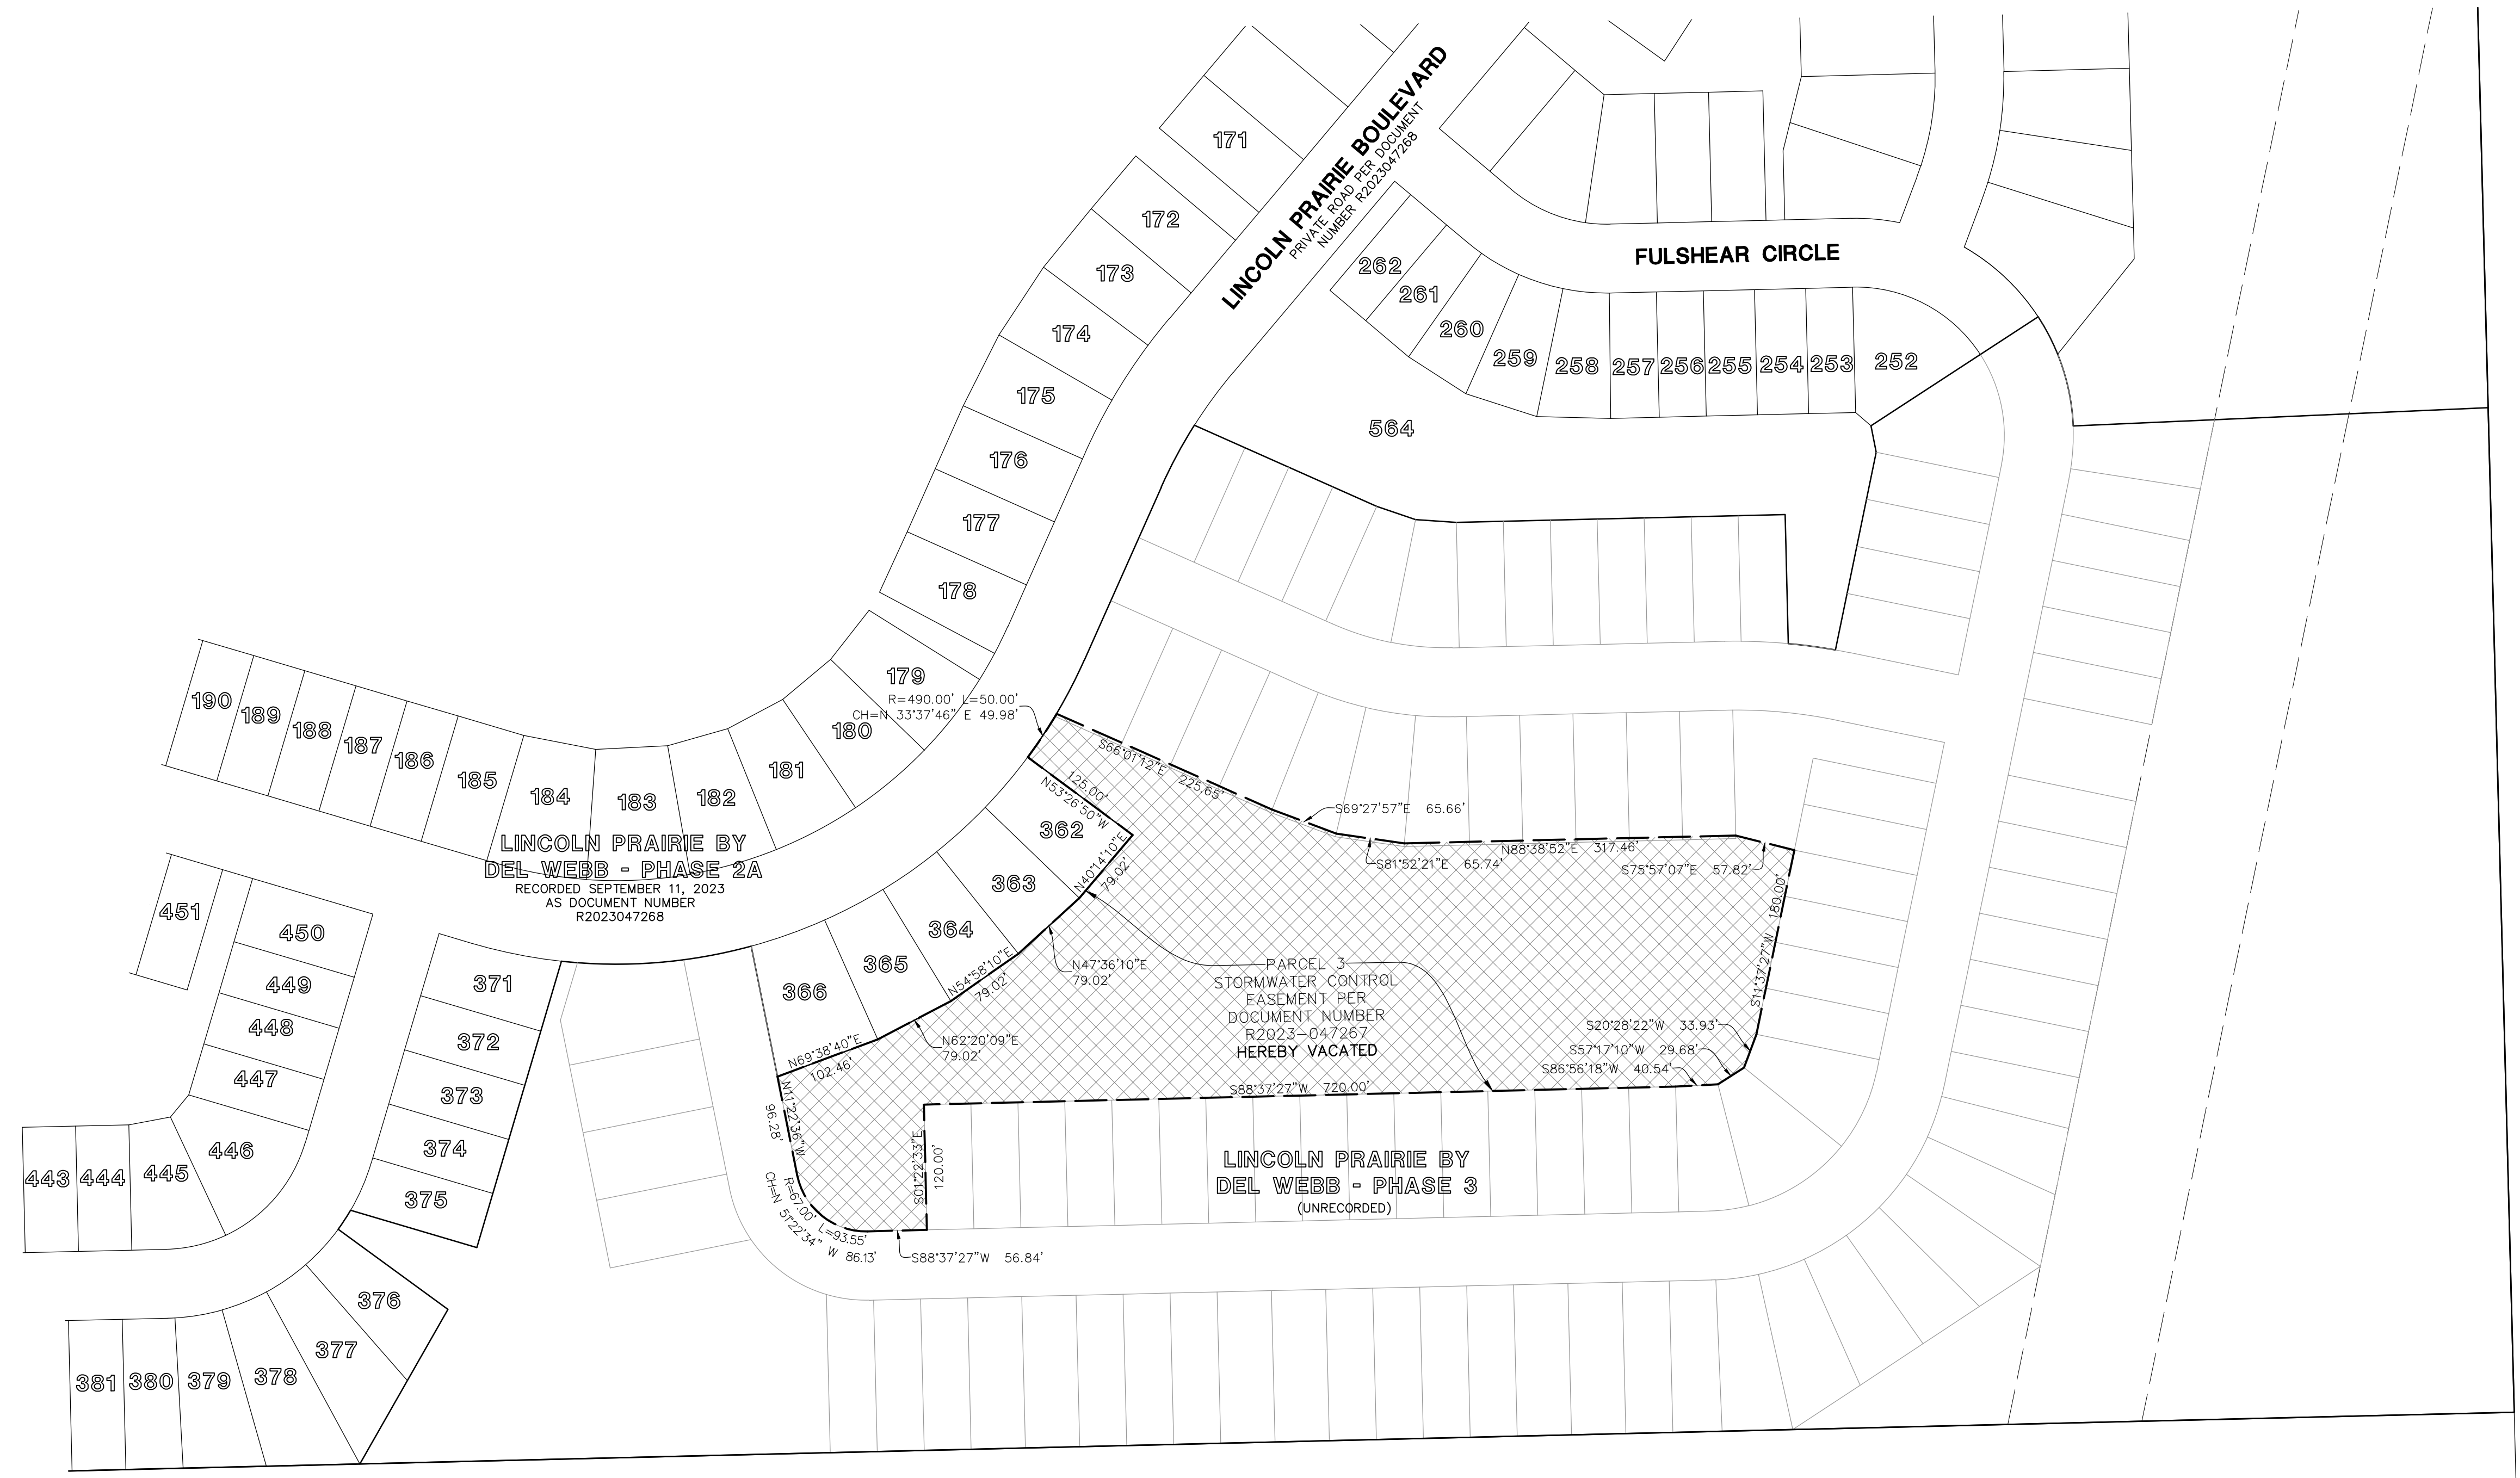 LINCOLN PRAIRIE BOULEVARD
PRIVATE ROAD PER DOCUMENT
NUMBER R2023047268
FULSHEAR CIRCLE
171
172
173
174
175
176
177
178
179
180
181
182
183
184
185
186
187
188
189
190
262
261
260
259
258
257
256
255
254
253
252
564
R=490.00' L=50.00'
CH=N 33°37'46" E 49.98'
S66°01'12"E 225.65'
S69°27'57"E 65.66'
S81°52'21"E 65.74'
N88°38'52"E 317.46'
S75°57'07"E 57.82'
180.00'
S11°37'27"W
S20°28'22"W 33.93'
S57°17'10"W 29.68'
S86°56'18"W 40.54'
S88°37'27"W 720.00'
125.00'
N53°26'50"W
N40°14'10"E
79.02'
N47°36'10"E
79.02'
N54°58'10"E
79.02'
N62°20'09"E
79.02'
N69°38'40"E
102.46'
N11°22'36"W
96.28'
R=67.00' L=93.55'
CH=N 51°22'34" W 86.13'
S88°37'27"W 56.84'
S01°22'33"E
120.00'
362
363
364
365
366
PARCEL 3
STORMWATER CONTROL
EASEMENT PER
DOCUMENT NUMBER
R2023-047267
HEREBY VACATED
LINCOLN PRAIRIE BY
DEL WEBB - PHASE 2A
RECORDED SEPTEMBER 11, 2023
AS DOCUMENT NUMBER
R2023047268
LINCOLN PRAIRIE BY
DEL WEBB - PHASE 3
(UNRECORDED)
451
450
449
448
447
446
445
444
443
371
372
373
374
375
376
377
378
379
380
381